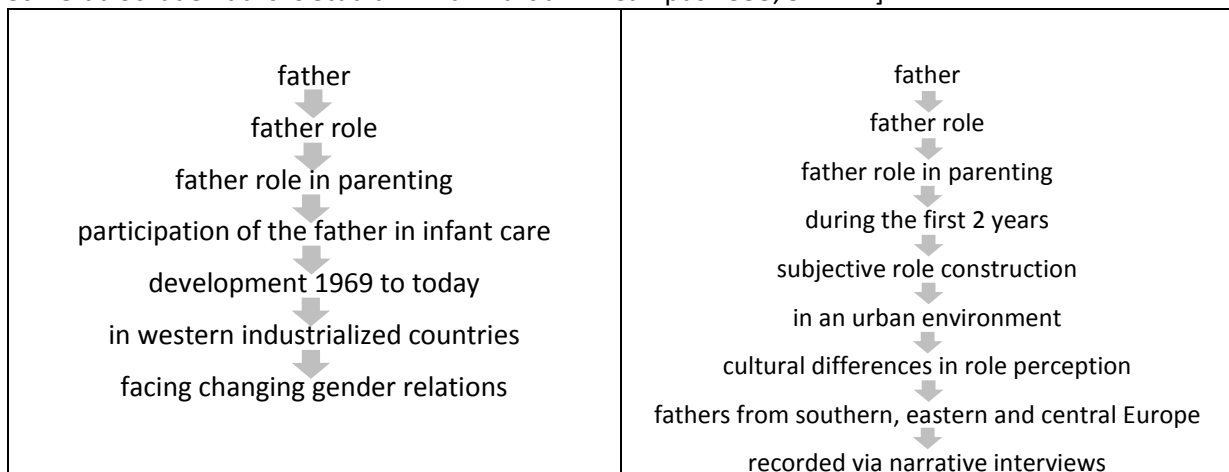 father
father role
father role in parenting
participation of the father in infant care
development 1969 to today
in western industrialized countries
facing changing gender relations
father
father role
father role in parenting
during the first 2 years
subjective role construction
in an urban environment
cultural differences in role perception
fathers from southern, eastern and central Europe
recorded via narrative interviews